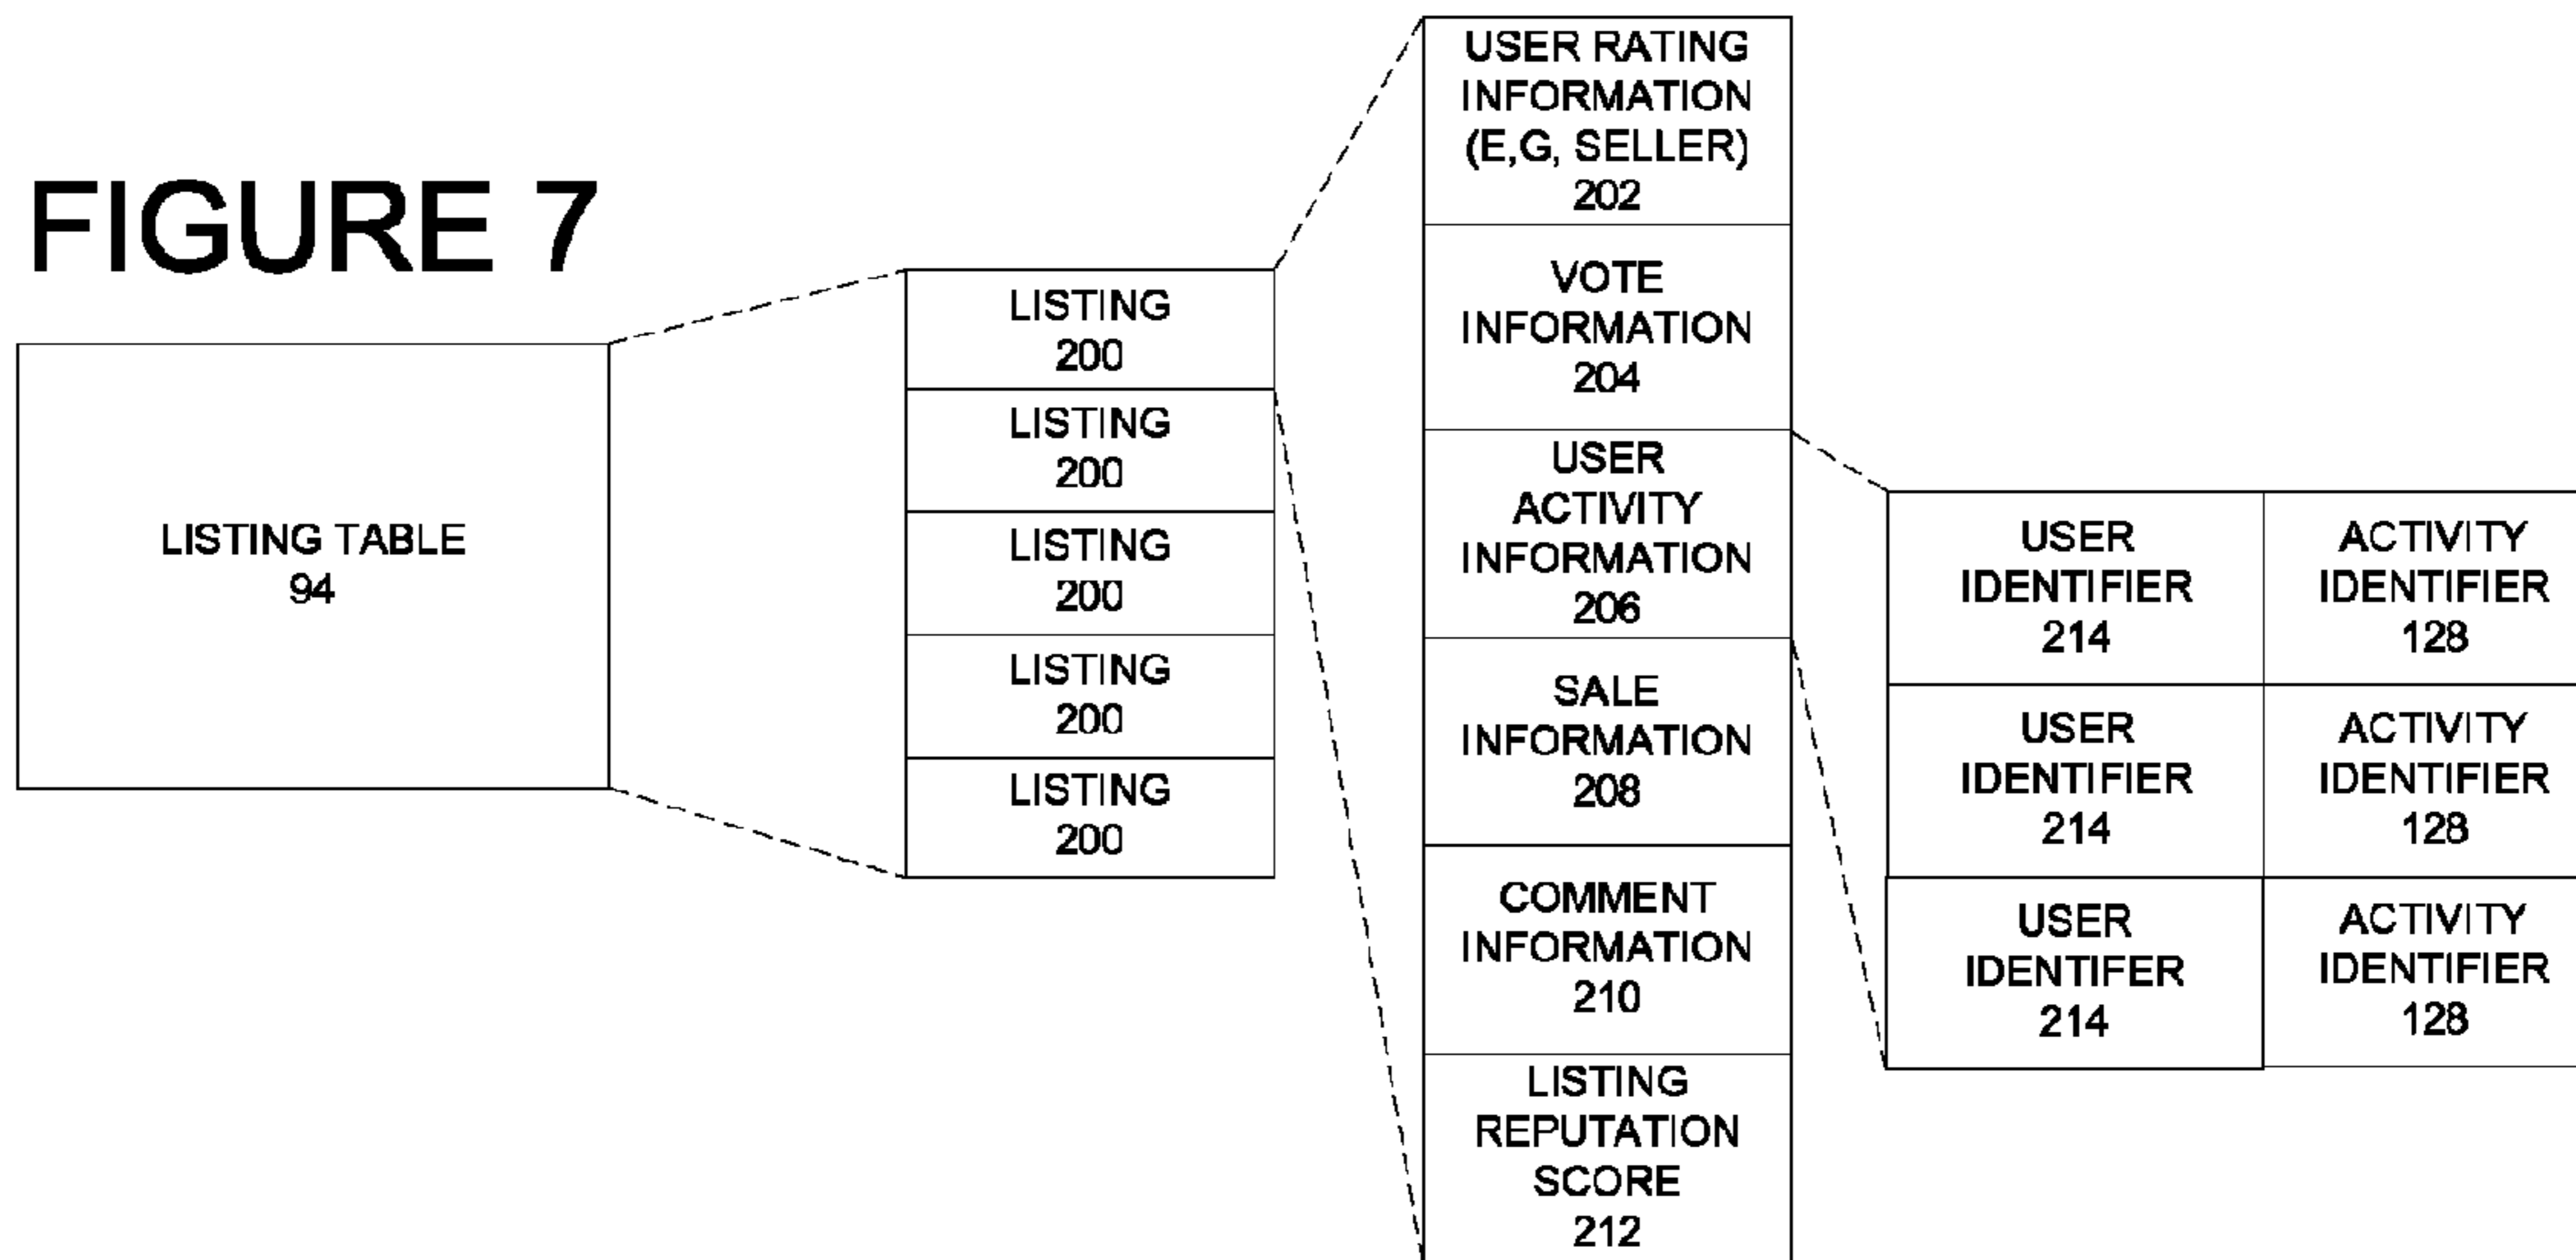 FIGURE 7
LISTING TABLE
94
LISTING
200
LISTING
200
LISTING
200
LISTING
200
LISTING
200
USER RATING
INFORMATION
(E,G, SELLER)
202
VOTE
INFORMATION
204
USER
ACTIVITY
INFORMATION
206
SALE
INFORMATION
208
COMMENT
INFORMATION
210
LISTING
REPUTATION
SCORE
212
USER
IDENTIFIER
214
ACTIVITY
IDENTIFIER
128
USER
IDENTIFIER
214
ACTIVITY
IDENTIFIER
128
USER
IDENTIFER
214
ACTIVITY
IDENTIFIER
128